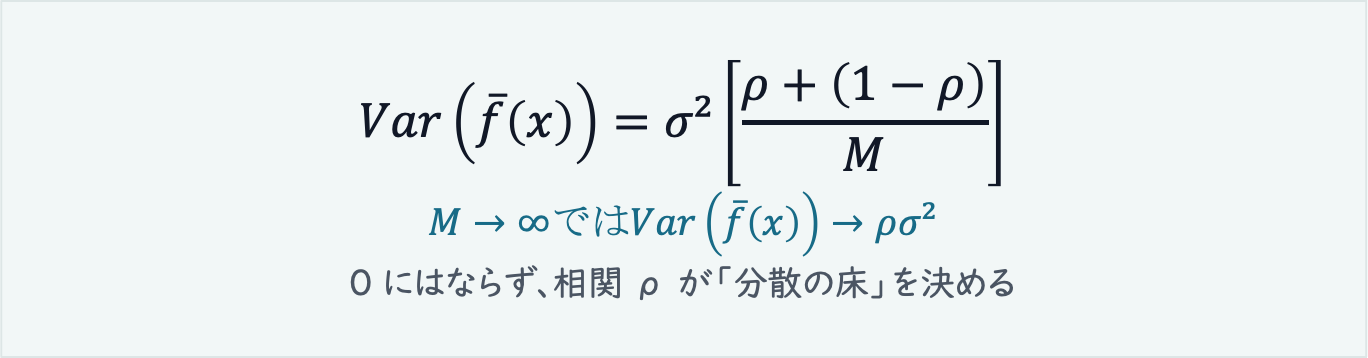 Var(f̄(x)) = σ²[(ρ + (1 − ρ))/M]
M → ∞ではVar(f̄(x)) → ρσ²
0 にはならず、相関 ρ が「分散の床」を決める